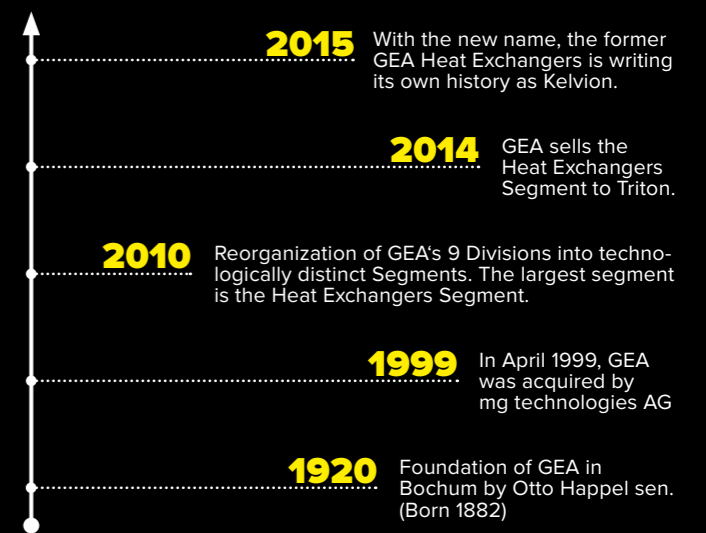 2015
With the new name, the former
GEA Heat Exchangers is writing
its own history as Kelvion.
2014
GEA sells the
Heat Exchangers
Segment to Triton.
2010
Reorganization of GEA‘s 9 Divisions into techno-
logically distinct Segments. The largest segment
is the Heat Exchangers Segment.
1999
In April 1999, GEA
was acquired by
mg technologies AG
1920
Foundation of GEA in
Bochum by Otto Happel sen.
(Born 1882)